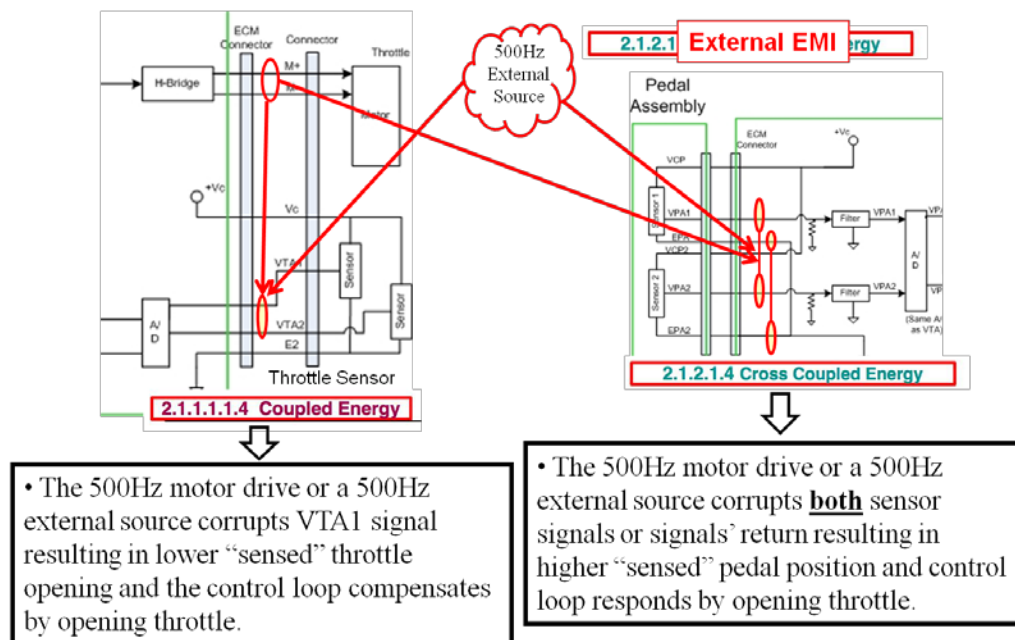 ECM
Connector
Connector
Throttle
H-Bridge
M+
Motor
+Vc
Vc
VTA1
Sensor
Sensor
A/
D
VTA2
E2
Throttle Sensor
2.1.1.1.1.4 Coupled Energy
500Hz
External
Source
2.1.2.1 External EMI
Pedal
Assembly
ECM
Connector
+Vc
VCP
Sensor 1
VPA1
Filter
VPA1
EPA
VCP2
A/
D
Sensor 2
VPA2
Filter
VPA2
(Same A/
as VTA)
EPA2
2.1.2.1.4 Cross Coupled Energy
• The 500Hz motor drive or a 500Hz
external source corrupts VTA1 signal
resulting in lower “sensed” throttle
opening and the control loop compensates
by opening throttle.
• The 500Hz motor drive or a 500Hz
external source corrupts both sensor
signals or signals’ return resulting in
higher “sensed” pedal position and control
loop responds by opening throttle.